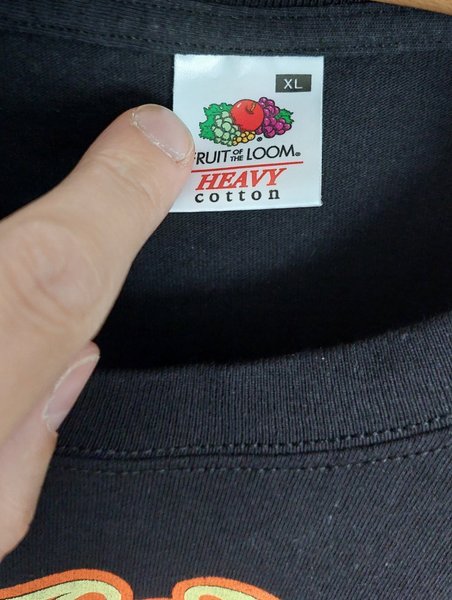 XL
FRUIT OF THE LOOM®
HEAVY
cotton